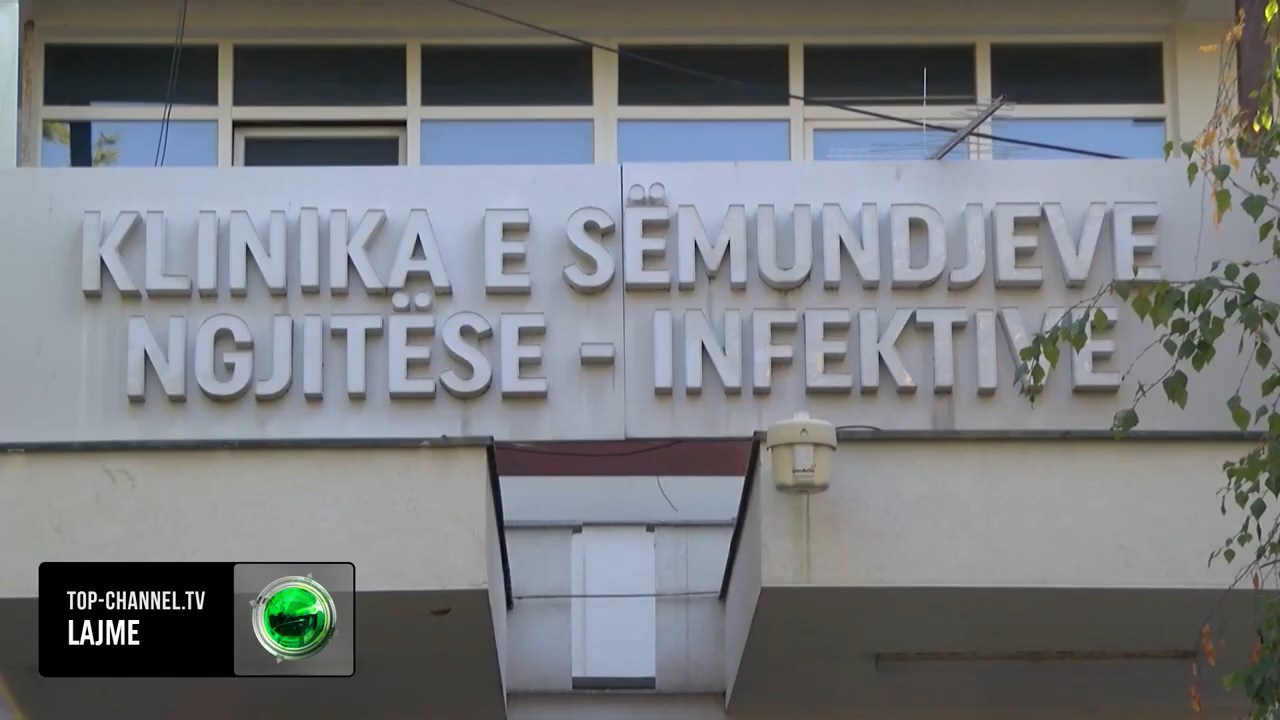 KLINIKA E SËMUNDJEVE
NGJITËSE - INFEKTIVE
TOP-CHANNEL.TV
LAJME